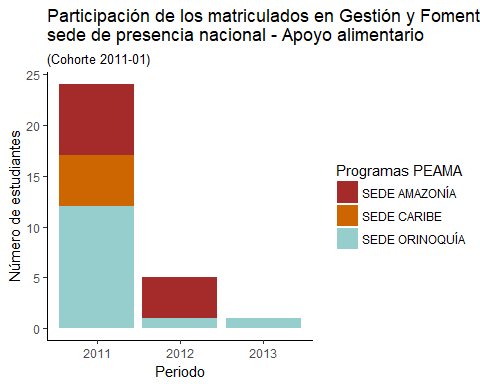 Participación de los matriculados en Gestión y Foment
sede de presencia nacional - Apoyo alimentario
(Cohorte 2011-01)
Número de estudiantes
25
20
15
10
5
0
2011
2012
2013
Periodo
Programas PEAMA
SEDE AMAZONÍA
SEDE CARIBE
SEDE ORINOQUÍA